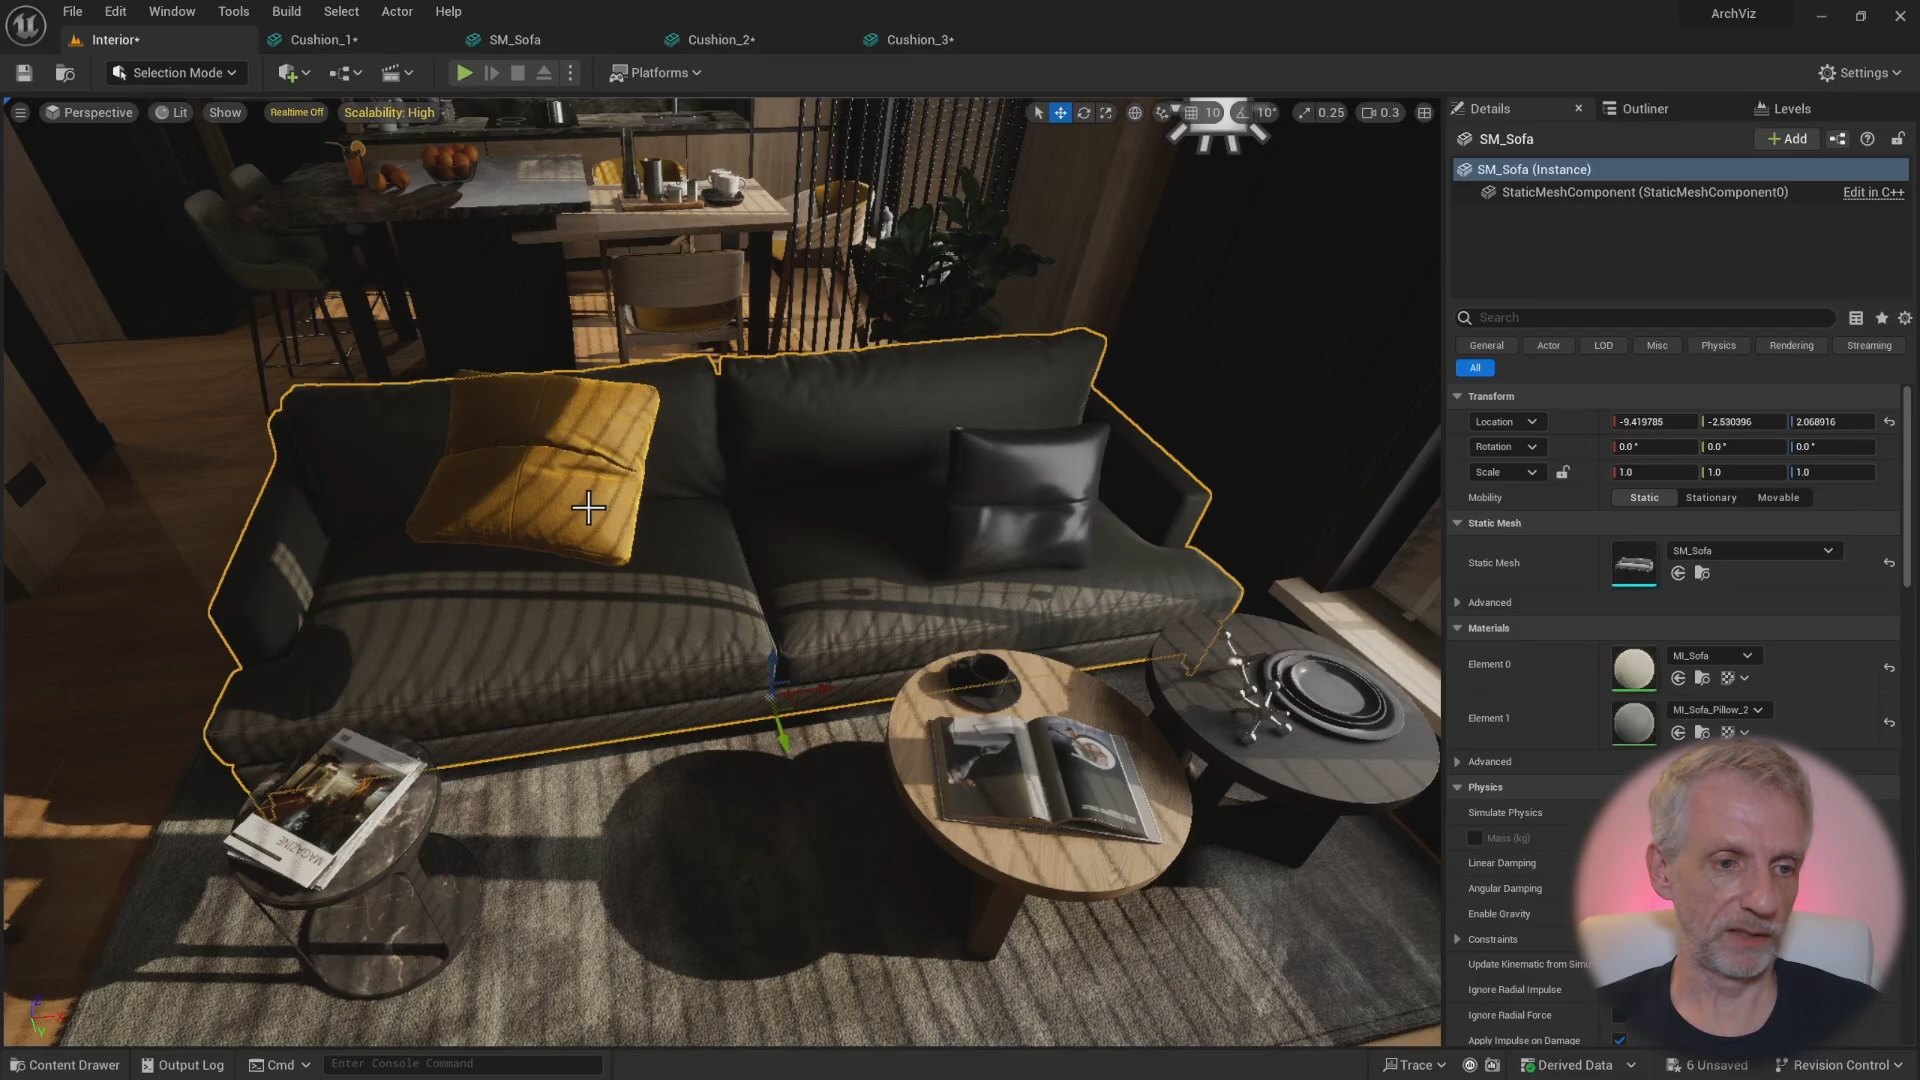 File Edit Window Tools Build Select Actor Help
ArchViz
Interior*
Cushion_1*
SM_Sofa
Cushion_2*
Cushion_3*
Selection Mode
Platforms
Settings
Perspective
Lit
Show
Realtime Off
Scalability: High
10
10°
0.25
0.3
Details
Outliner
Levels
SM_Sofa
Add
SM_Sofa (Instance)
StaticMeshComponent (StaticMeshComponent0)
Edit in C++
Search
General
Actor
LOD
Misc
Physics
Rendering
Streaming
All
Transform
Location
-9.419785
-2.530396
2.068916
Rotation
0.0°
0.0°
0.0°
Scale
1.0
1.0
1.0
Mobility
Static
Stationary
Movable
Static Mesh
Static Mesh
SM_Sofa
Advanced
Materials
Element 0
MI_Sofa
Element 1
MI_Sofa_Pillow_2
Advanced
Physics
Simulate Physics
Mass (kg)
Linear Damping
Angular Damping
Enable Gravity
Constraints
Update Kinematic from Simu
Ignore Radial Impulse
Ignore Radial Force
Apply Impulse on Damage
MAGAZINE
Z
X
Y
Content Drawer
Output Log
Cmd
Enter Console Command
Trace
Derived Data
6 Unsaved
Revision Control